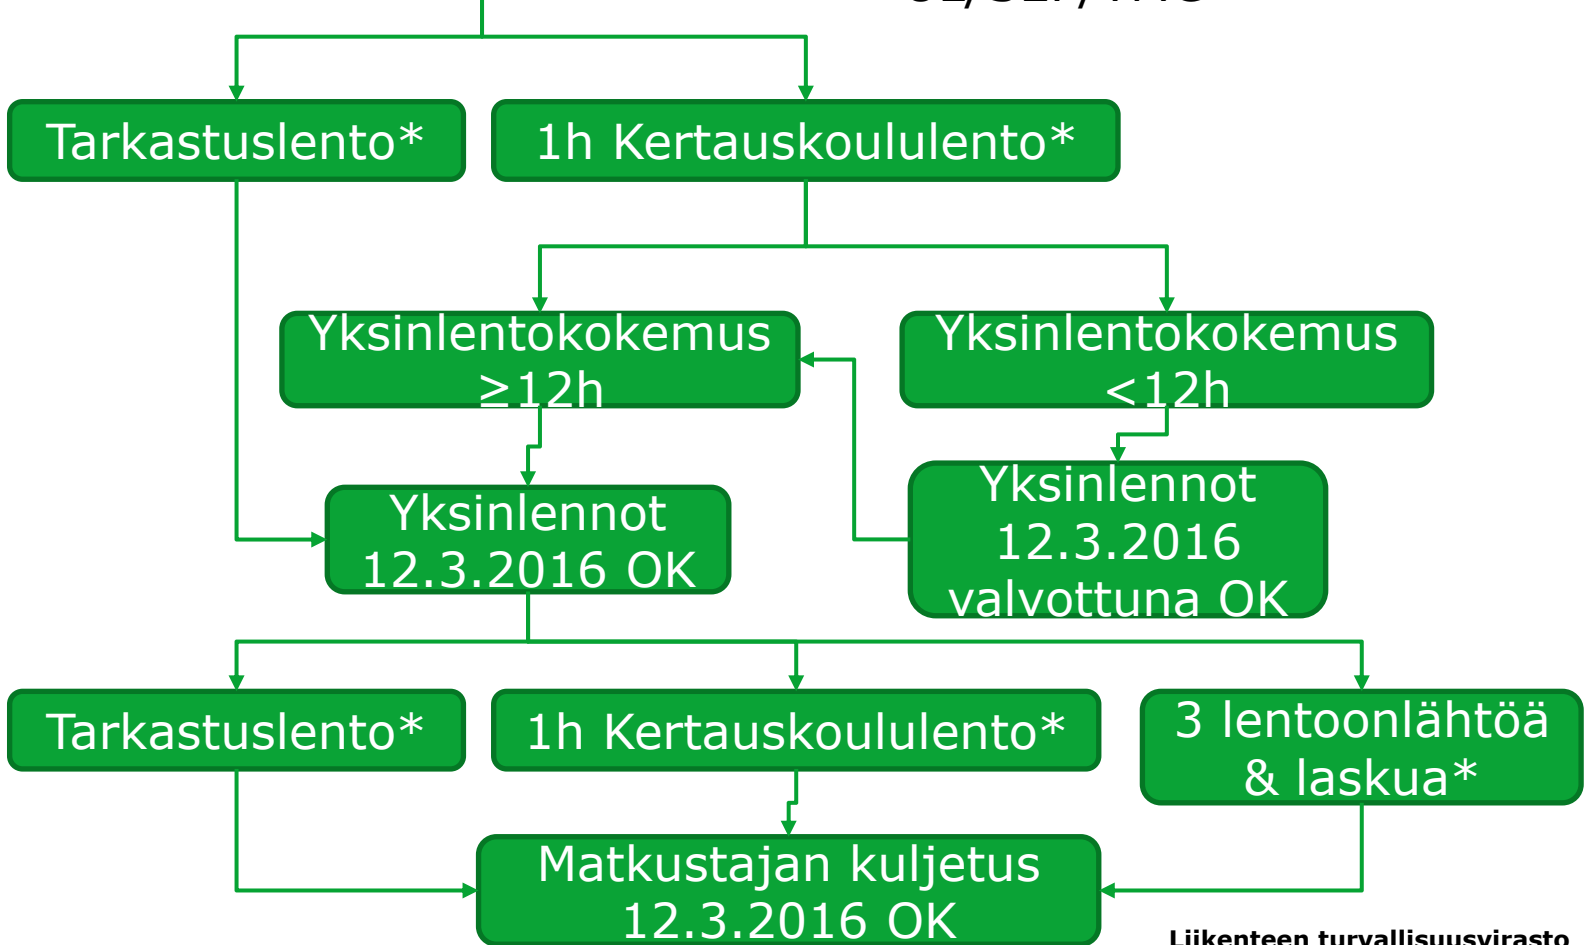 Tarkastuslento*
1h Kertauskoululento*
Yksinlentokokemus
≥12h
Yksinlentokokemus
<12h
Yksinlennot
12.3.2016 OK
Yksinlennot
12.3.2016
valvottuna OK
Tarkastuslento*
1h Kertauskoululento*
3 lentoonlähtöä
& laskua*
Matkustajan kuljetus
12.3.2016 OK
Liikenteen turvallisuusvirasto